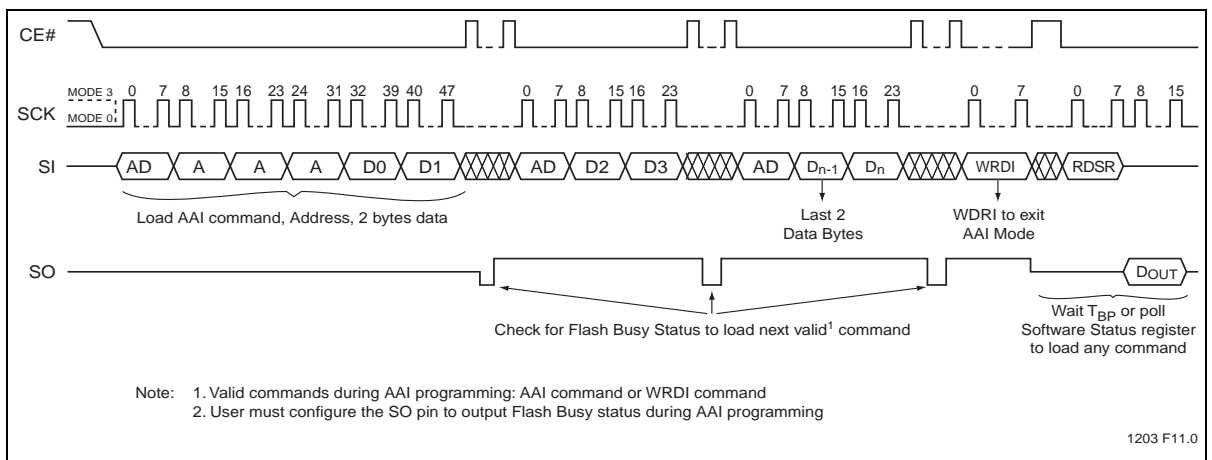 CE#
MODE 3 0 7 8 15 16 23 24 31 32 39 40 47 0 7 8 15 16 23 0 7 8 15 16 23 0 7 0 7 8 15
SCK MODE 0
SI AD A A A D0 D1 AD D2 D3 AD Dn-1 Dn WRDI RDSR
Load AAI command, Address, 2 bytes data
Last 2
Data Bytes
WDRI to exit
AAI Mode
SO DOUT
Check for Flash Busy Status to load next valid1 command
Wait TBP or poll
Software Status register
to load any command
Note: 1. Valid commands during AAI programming: AAI command or WRDI command
2. User must configure the SO pin to output Flash Busy status during AAI programming
1203 F11.0